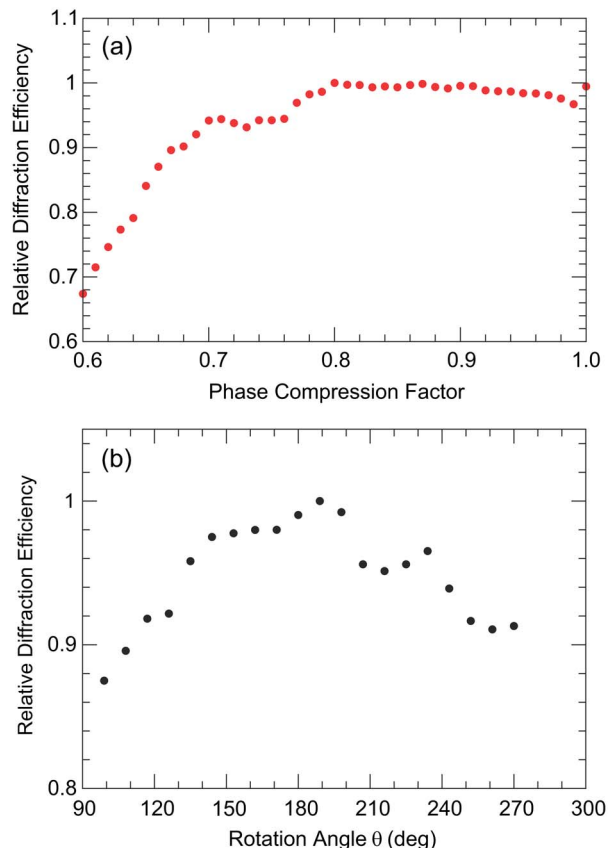 (a)
Relative Diffraction Efficiency
1.1
1
0.9
0.8
0.7
0.6
0.6 0.7 0.8 0.9 1.0
Phase Compression Factor
(b)
Relative Diffraction Efficiency
1
0.9
0.8
90 120 150 180 210 240 270 300
Rotation Angle θ (deg)